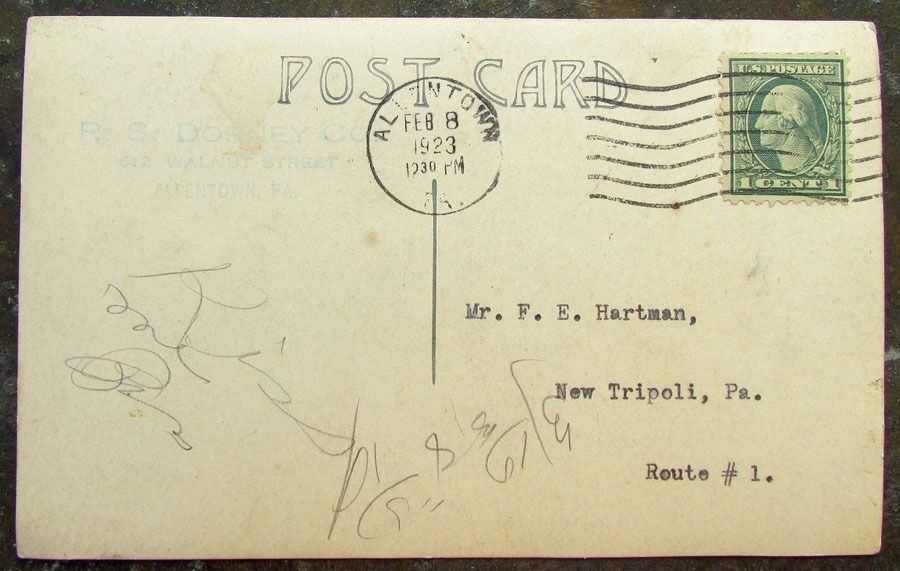 POST CARD
R. S. DORNEY CO
612 WALNUT STREET
ALLENTOWN, PA.
ALLENTOWN
FEB 8
1923
1230 PM
PA.
U.S. POSTAGE
1 CENT 1
Mr. F. E. Hartman,
New Tripoli, Pa.
Route # 1.